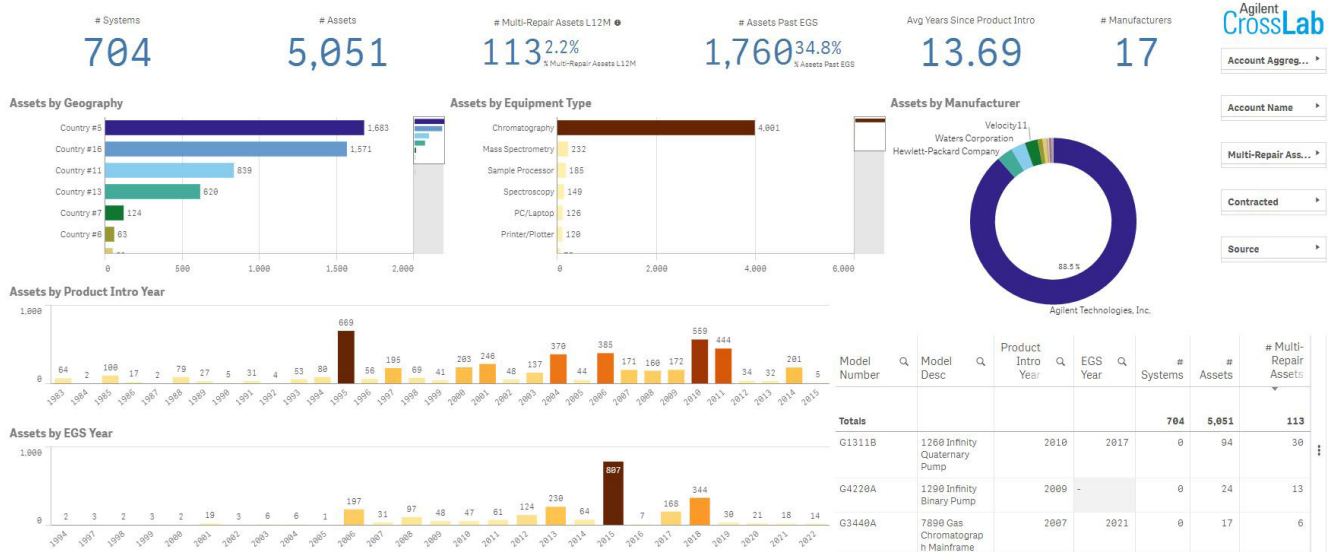 # Systems
704
# Assets
5,051
# Multi-Repair Assets L12M
113 2.2%
% Multi-Repair Assets L12M
# Assets Past EGS
1,760 34.8%
% Assets Past EGS
Avg Years Since Product Intro
13.69
# Manufacturers
17
Agilent
CrossLab
Account Aggreg...
Account Name
Multi-Repair Ass...
Contracted
Source
Assets by Geography
Country #5 1,683
Country #16 1,571
Country #11 839
Country #13 620
Country #7 124
Country #6 63
0 500 1,000 1,500 2,000
Assets by Equipment Type
Chromatography 4,001
Mass Spectrometry 232
Sample Processor 185
Spectroscopy 149
PC/Laptop 126
Printer/Plotter 120
0 2,000 4,000 6,000
Assets by Manufacturer
Velocity11
Waters Corporation
Hewlett-Packard Company
88.5%
Agilent Technologies, Inc.
Assets by Product Intro Year
1,000
0
64 2 100 17 2 79 27 5 31 4 53 80 669 56 195 69 41 203 246 48 137 370 44 385 171 160 172 559 444 34 32 201 5
1983 1984 1985 1986 1987 1988 1989 1990 1991 1992 1993 1994 1995 1996 1997 1998 1999 2000 2001 2002 2003 2004 2005 2006 2007 2008 2009 2010 2011 2012 2013 2014 2015
Assets by EGS Year
1,000
0
2 3 2 3 2 19 3 6 6 1 197 31 97 48 47 61 124 230 64 807 7 168 344 30 21 18 14
1994 1997 1998 1999 2000 2001 2002 2003 2004 2005 2006 2007 2008 2009 2010 2011 2012 2013 2014 2015 2016 2017 2018 2019 2020 2021 2022
Model Number
Model Desc
Product Intro Year
EGS Year
# Systems
# Assets
# Multi-Repair Assets
Totals 704 5,051 113
G1311B 1260 Infinity 2010 2017 0 94 30
Quaternary
Pump
G4220A 1290 Infinity 2009 - 0 24 13
Binary Pump
G3440A 7890 Gas 2007 2021 0 17 6
Chromatograp
h Mainframe